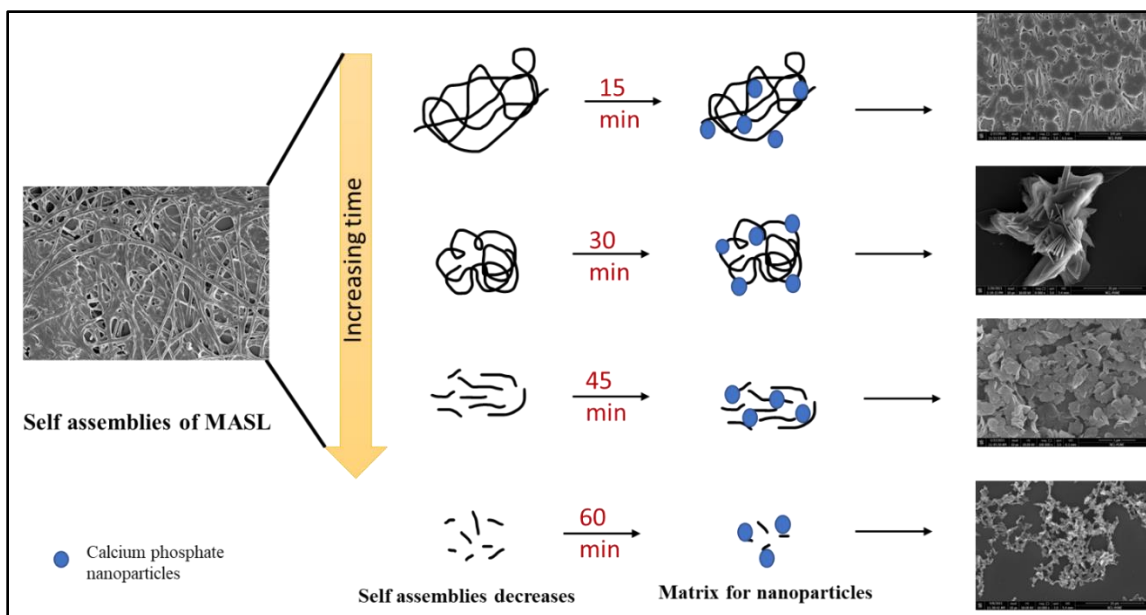 15
min
Increasing time
30
min
45
min
Self assemblies of MASL
60
min
Calcium phosphate
nanoparticles
Self assemblies decreases
Matrix for nanoparticles